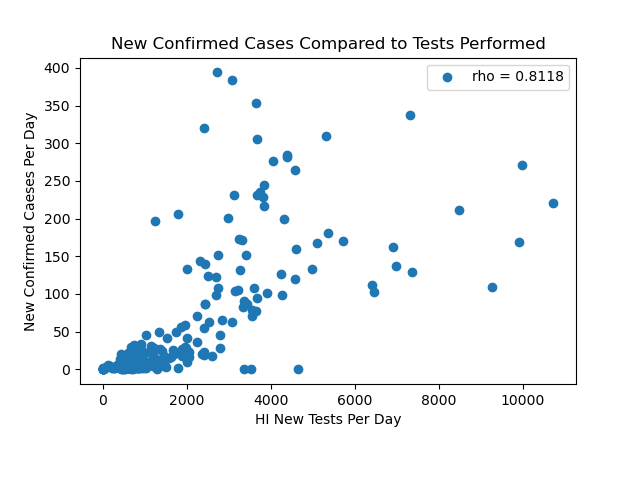 New Confirmed Cases Compared to Tests Performed
rho = 0.8118
400
350
300
250
200
150
100
50
0
New Confirmed Caeses Per Day
0 2000 4000 6000 8000 10000
HI New Tests Per Day